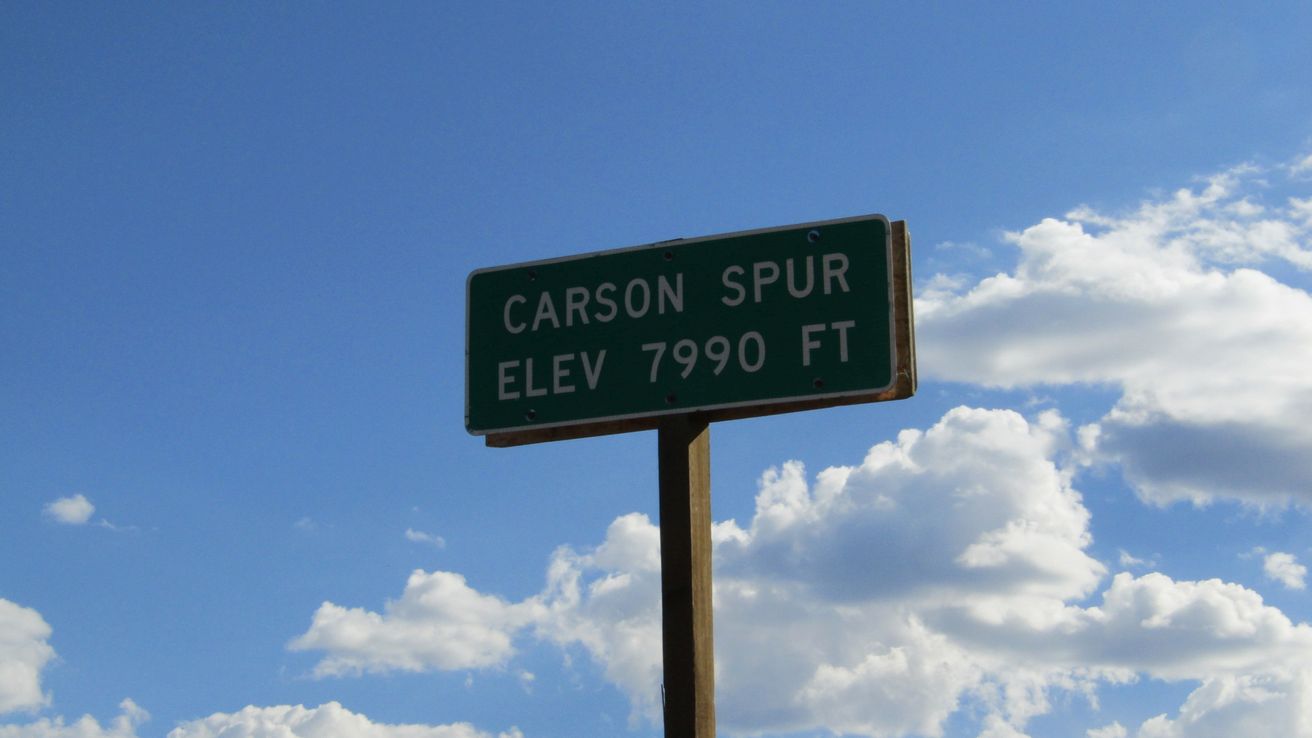 CARSON SPUR
ELEV 7990 FT